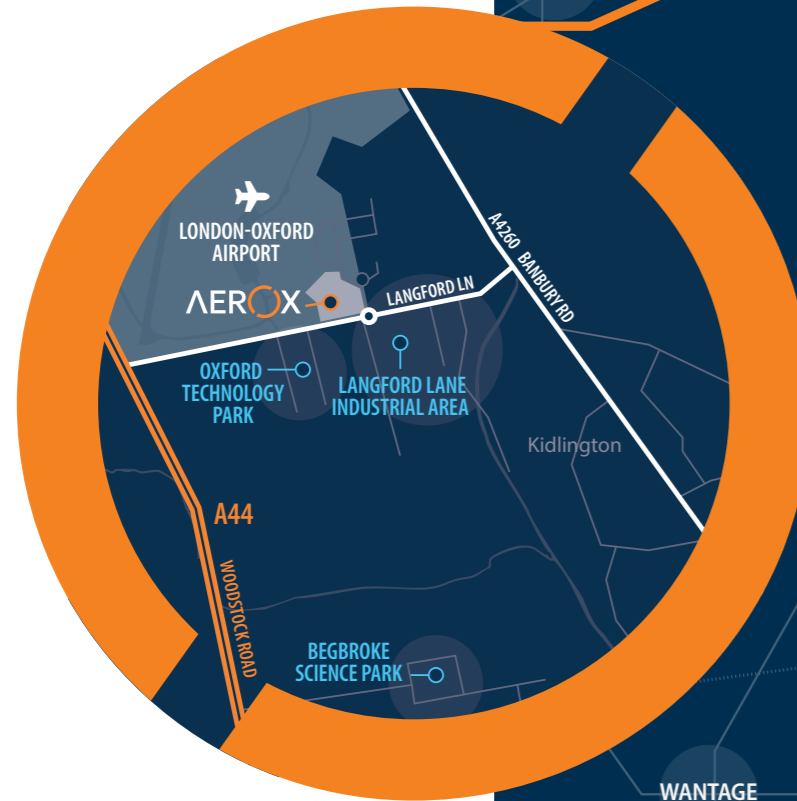 LONDON-OXFORD
AIRPORT
AEROX
LANGFORD LN
A4260 BANBURY RD
OXFORD
TECHNOLOGY
PARK
LANGFORD LANE
INDUSTRIAL AREA
Kidlington
A44
WOODSTOCK ROAD
BEGBROKE
SCIENCE PARK
WANTAGE